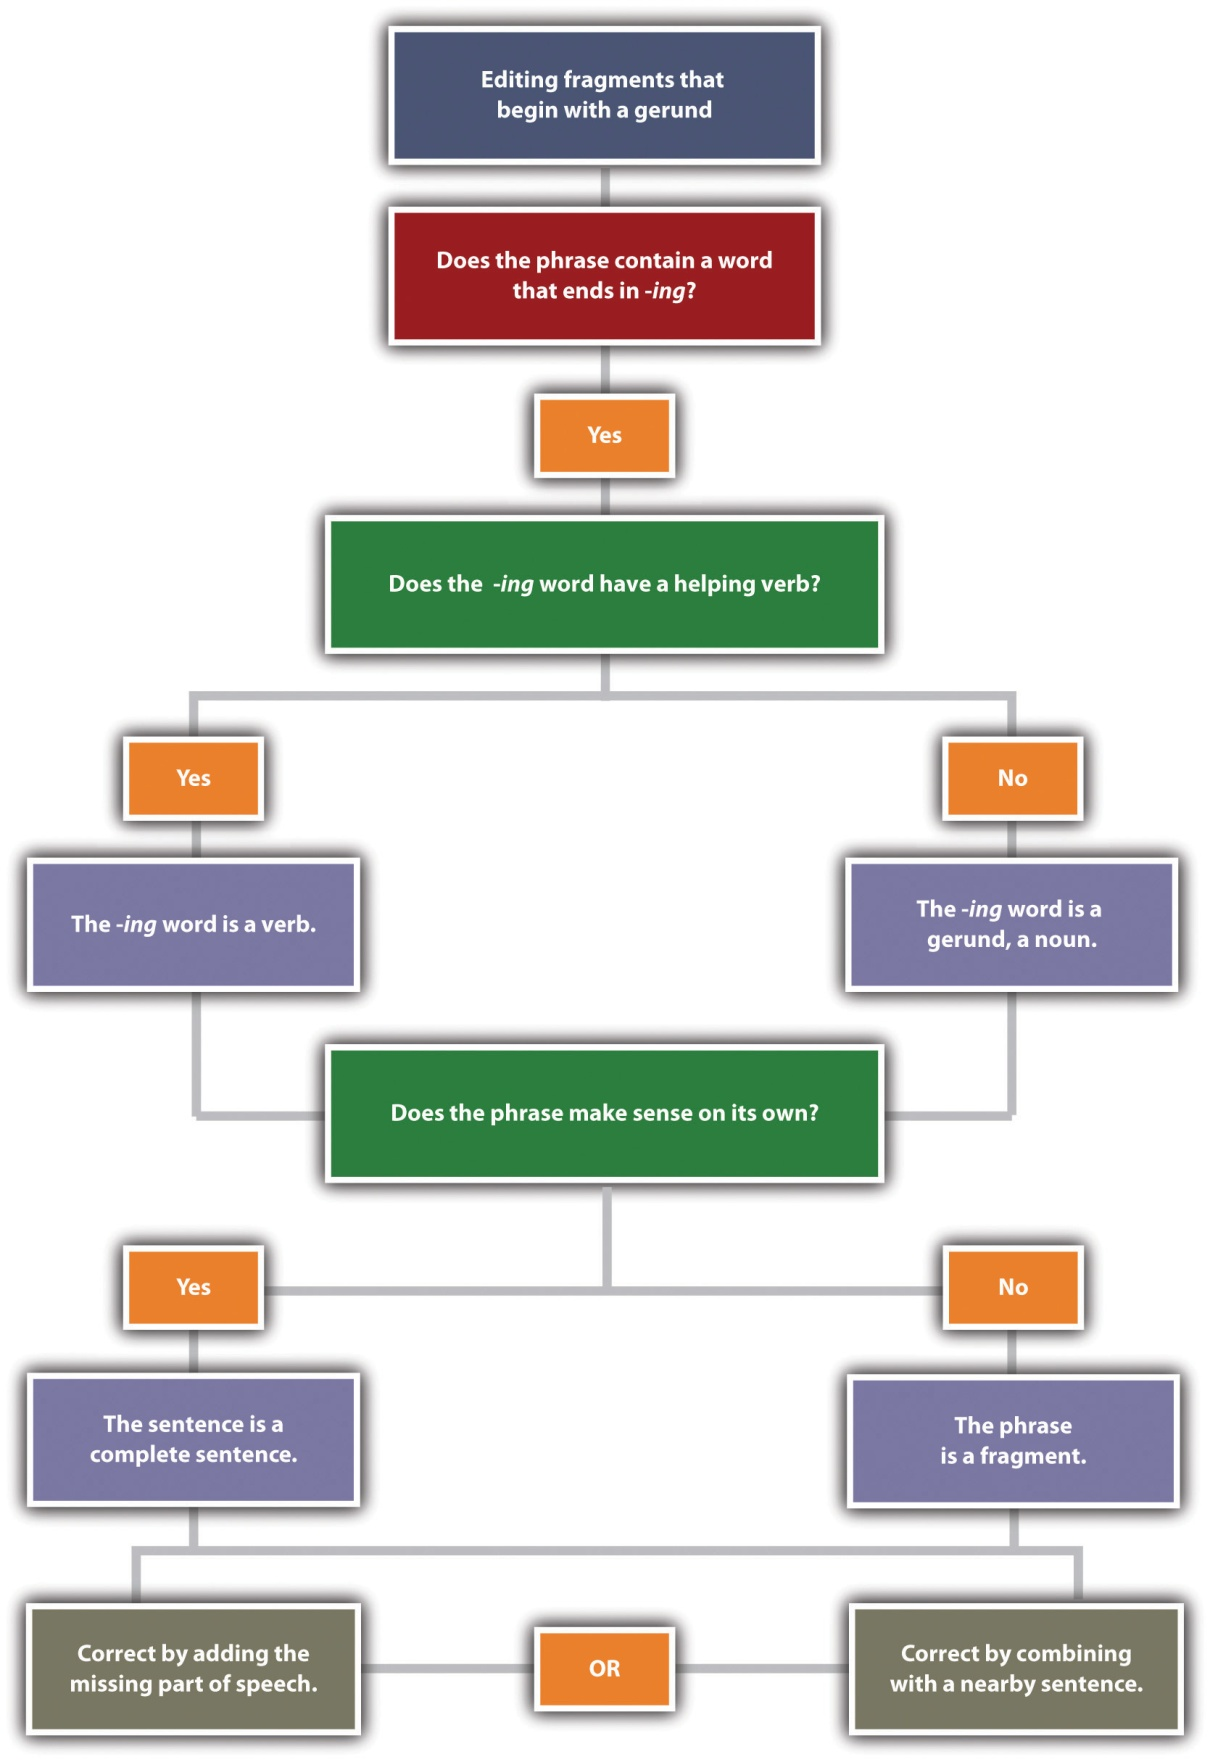 Editing fragments that
begin with a gerund
Does the phrase contain a word
that ends in -ing?
Yes
Does the -ing word have a helping verb?
Yes
No
The -ing word is a verb.
The -ing word is a
gerund, a noun.
Does the phrase make sense on its own?
Yes
No
The sentence is a
complete sentence.
The phrase
is a fragment.
Correct by adding the
missing part of speech.
OR
Correct by combining
with a nearby sentence.